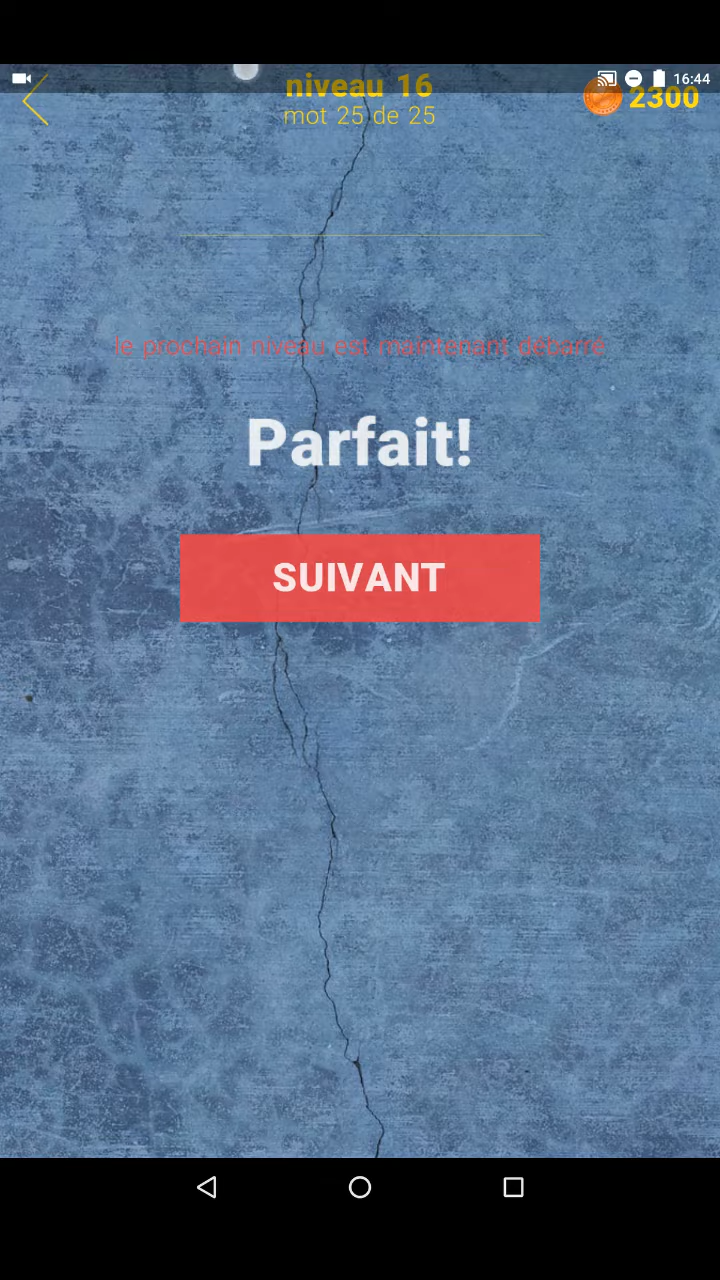 16:44
niveau 16
2300
mot 25 de 25
le prochain niveau est maintenant débarré
Parfait!
SUIVANT